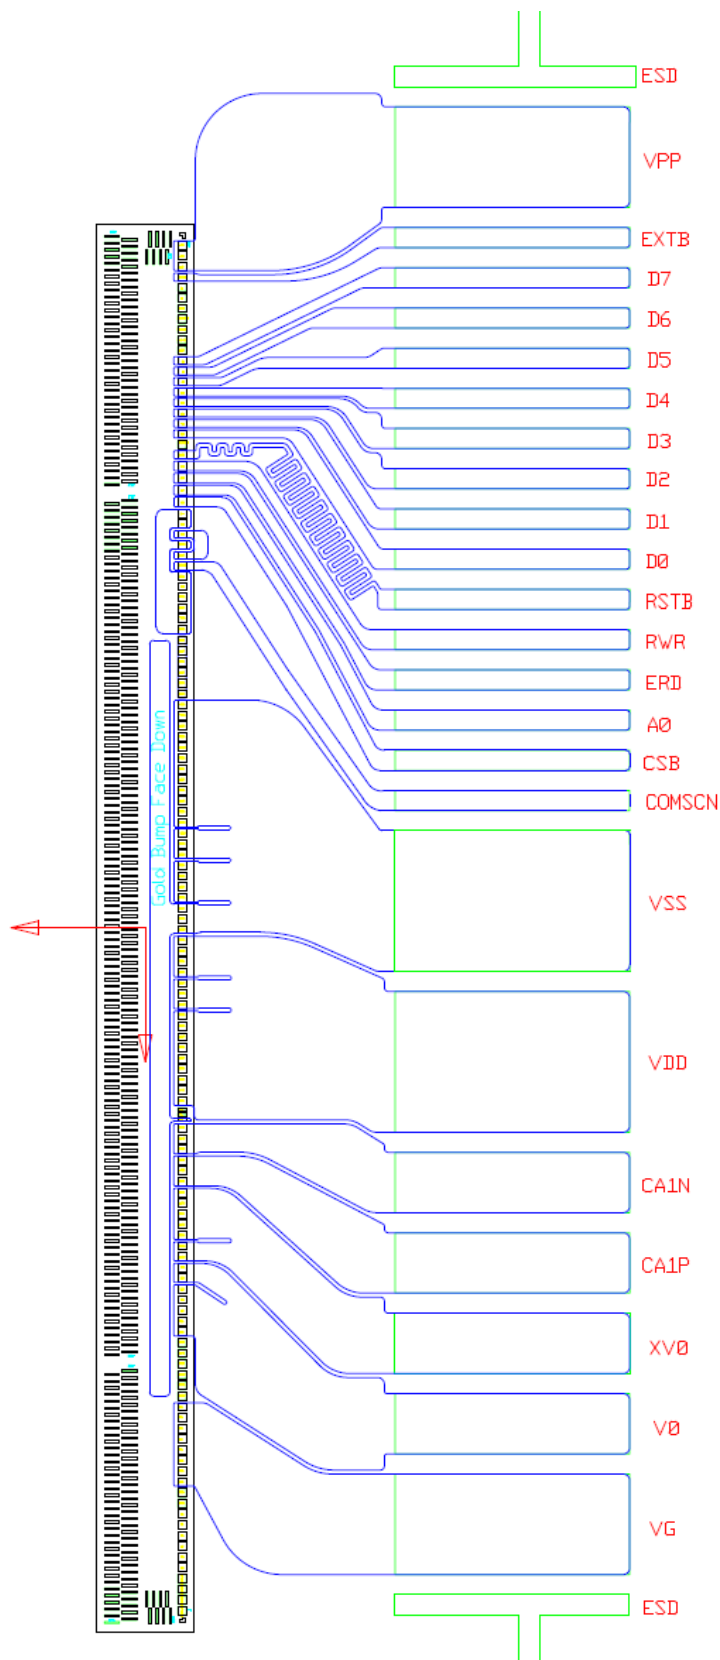 ESD
VPP
EXTB
D7
D6
D5
D4
D3
D2
D1
D0
RSTB
RWR
ERD
A0
CSB
COMSCN
Gold Bump Face Down
VSS
VDD
CA1N
CA1P
XV0
V0
VG
ESD